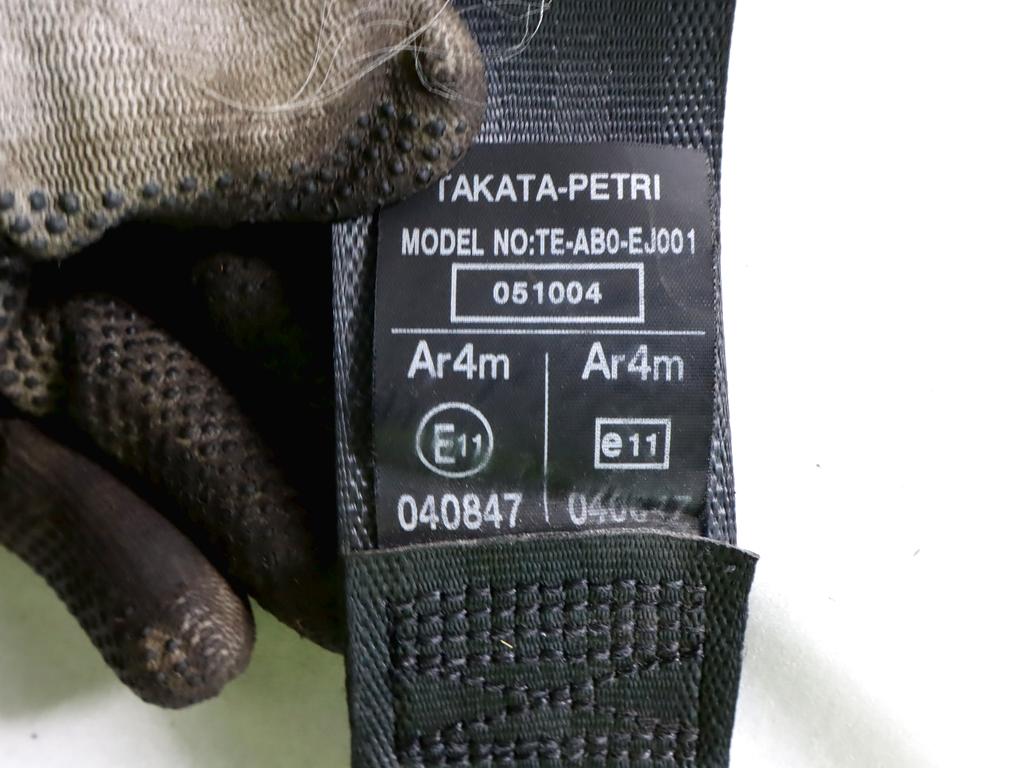 TAKATA-PETRI
MODEL NO:TE-AB0-EJ001
051004
Ar4m Ar4m
E11 e11
040847